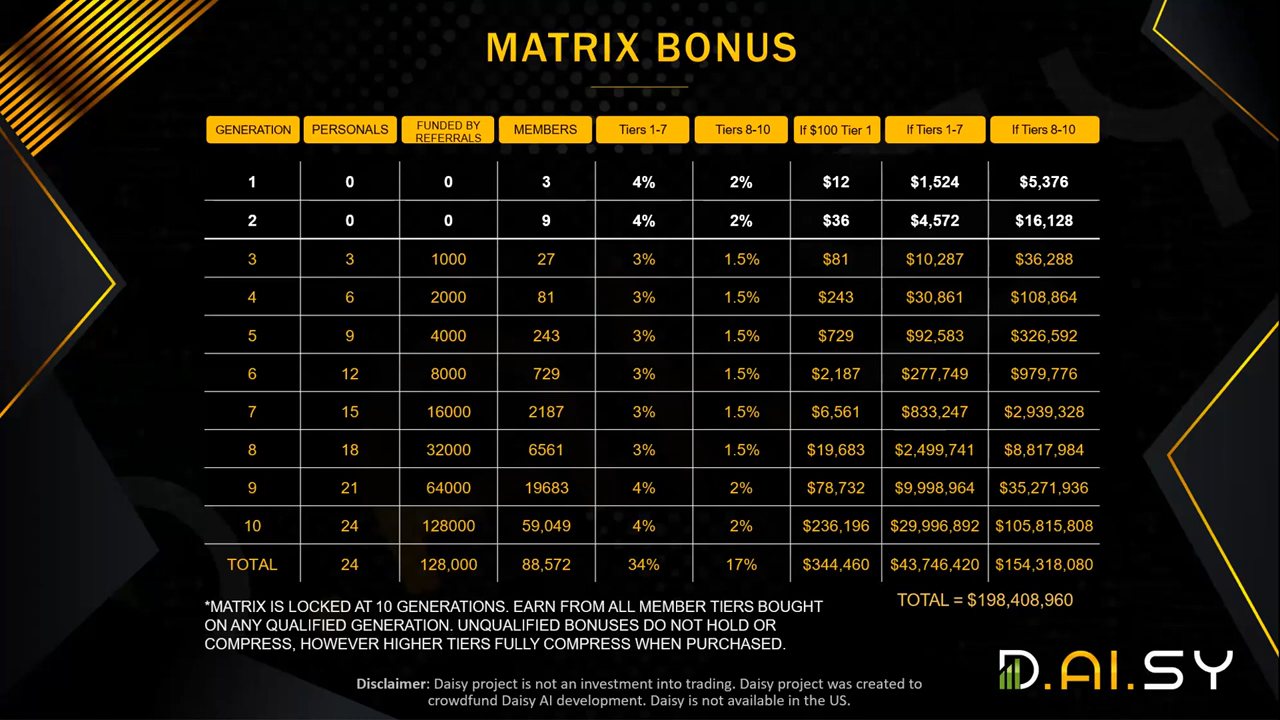 MATRIX BONUS
GENERATION PERSONALS FUNDED BY REFERRALS MEMBERS Tiers 1-7 Tiers 8-10 If $100 Tier 1 If Tiers 1-7 If Tiers 8-10
1 0 0 3 4% 2% $12 $1,524 $5,376
2 0 0 9 4% 2% $36 $4,572 $16,128
3 3 1000 27 3% 1.5% $81 $10,287 $36,288
4 6 2000 81 3% 1.5% $243 $30,861 $108,864
5 9 4000 243 3% 1.5% $729 $92,583 $326,592
6 12 8000 729 3% 1.5% $2,187 $277,749 $979,776
7 15 16000 2187 3% 1.5% $6,561 $833,247 $2,939,328
8 18 32000 6561 3% 1.5% $19,683 $2,499,741 $8,817,984
9 21 64000 19683 4% 2% $78,732 $9,998,964 $35,271,936
10 24 128000 59,049 4% 2% $236,196 $29,996,892 $105,815,808
TOTAL 24 128,000 88,572 34% 17% $344,460 $43,746,420 $154,318,080
TOTAL = $198,408,960
*MATRIX IS LOCKED AT 10 GENERATIONS. EARN FROM ALL MEMBER TIERS BOUGHT
ON ANY QUALIFIED GENERATION. UNQUALIFIED BONUSES DO NOT HOLD OR
COMPRESS, HOWEVER HIGHER TIERS FULLY COMPRESS WHEN PURCHASED.
D.AI.SY
Disclaimer: Daisy project is not an investment into trading. Daisy project was created to
crowdfund Daisy AI development. Daisy is not available in the US.